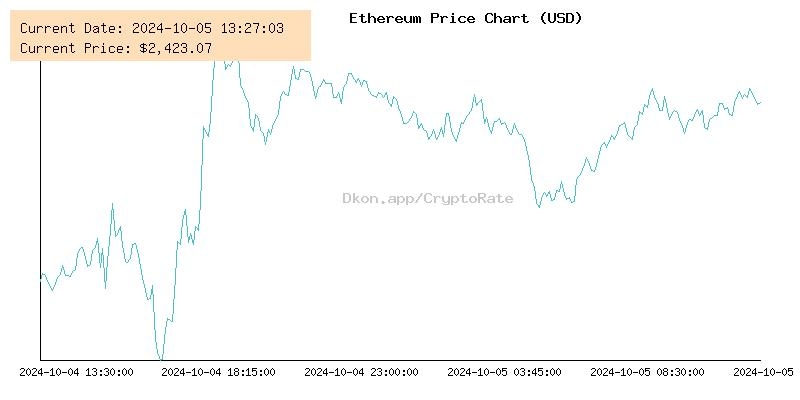 Ethereum Price Chart (USD)
Current Date: 2024-10-05 13:27:03
Current Price: $2,423.07
Dkon.app/CryptoRate
2024-10-04 13:30:00 2024-10-04 18:15:00 2024-10-04 23:00:00 2024-10-05 03:45:00 2024-10-05 08:30:00 2024-10-05